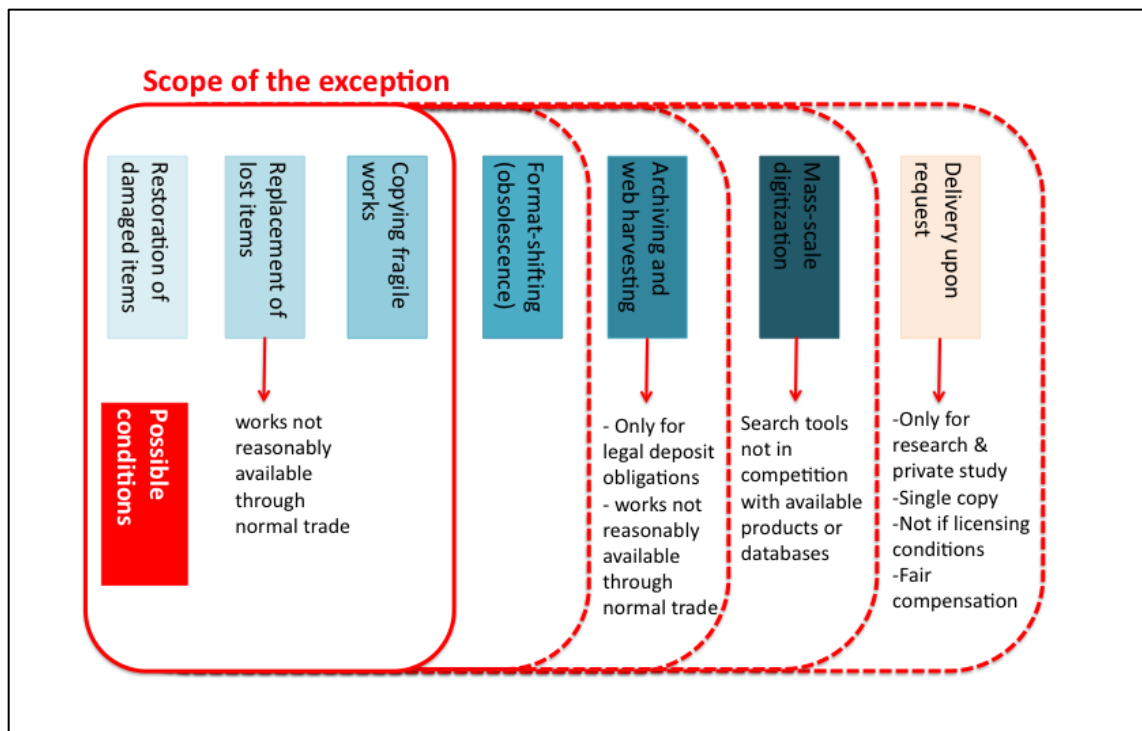 Scope of the exception
Restoration of
damaged items
Replacement of
lost items
Copying fragile
works
Format-shifting
(obsolescence)
Archiving and
web harvesting
Mass-scale
digitization
Delivery upon
request
Possible
conditions
works not
reasonably
available
through
normal trade
- Only for
legal deposit
obligations
- works not
reasonably
available
through
normal trade
Search tools
not in
competition
with available
products or
databases
-Only for
research &
private study
-Single copy
-Not if licensing
conditions
-Fair
compensation